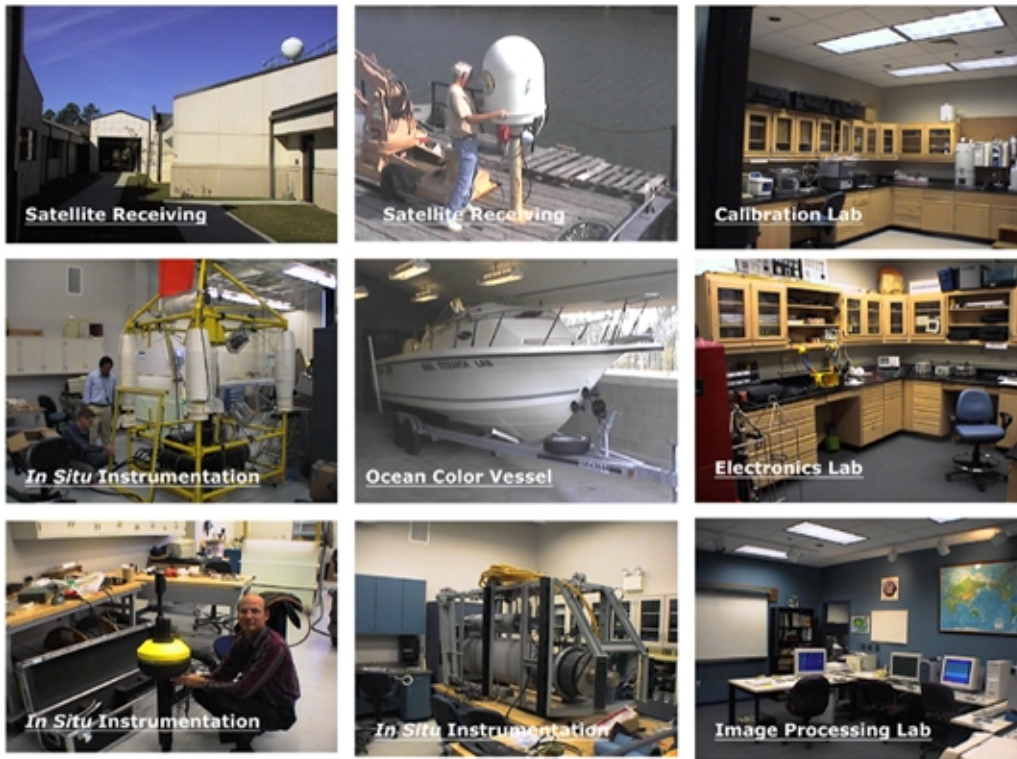 Satellite Receiving
Satellite Receiving
Calibration Lab
In Situ Instrumentation
Ocean Color Vessel
Electronics Lab
In Situ Instrumentation
In Situ Instrumentation
Image Processing Lab